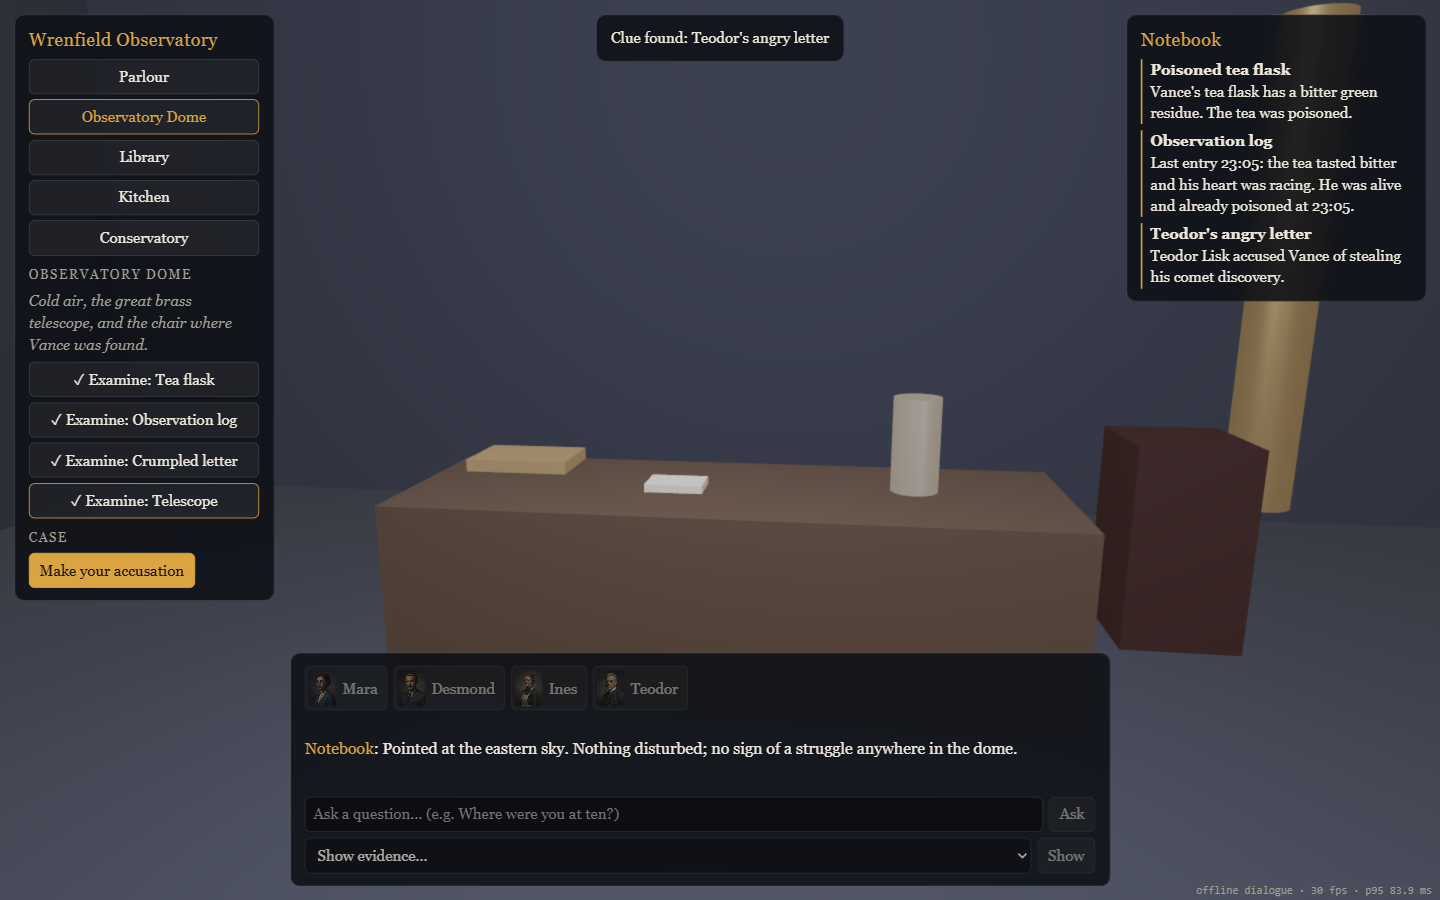 Wrenfield Observatory
Parlour
Observatory Dome
Library
Kitchen
Conservatory
OBSERVATORY DOME
Cold air, the great brass
telescope, and the chair where
Vance was found.
✓ Examine: Tea flask
✓ Examine: Observation log
✓ Examine: Crumpled letter
✓ Examine: Telescope
CASE
Make your accusation
Clue found: Teodor's angry letter
Notebook
Poisoned tea flask
Vance's tea flask has a bitter green
residue. The tea was poisoned.
Observation log
Last entry 23:05: the tea tasted bitter
and his heart was racing. He was alive
and already poisoned at 23:05.
Teodor's angry letter
Teodor Lisk accused Vance of stealing
his comet discovery.
Mara Desmond Ines Teodor
Notebook: Pointed at the eastern sky. Nothing disturbed; no sign of a struggle anywhere in the dome.
Ask a question... (e.g. Where were you at ten?) Ask
Show evidence... Show
offline dialogue · 30 fps · p95 83.9 ms